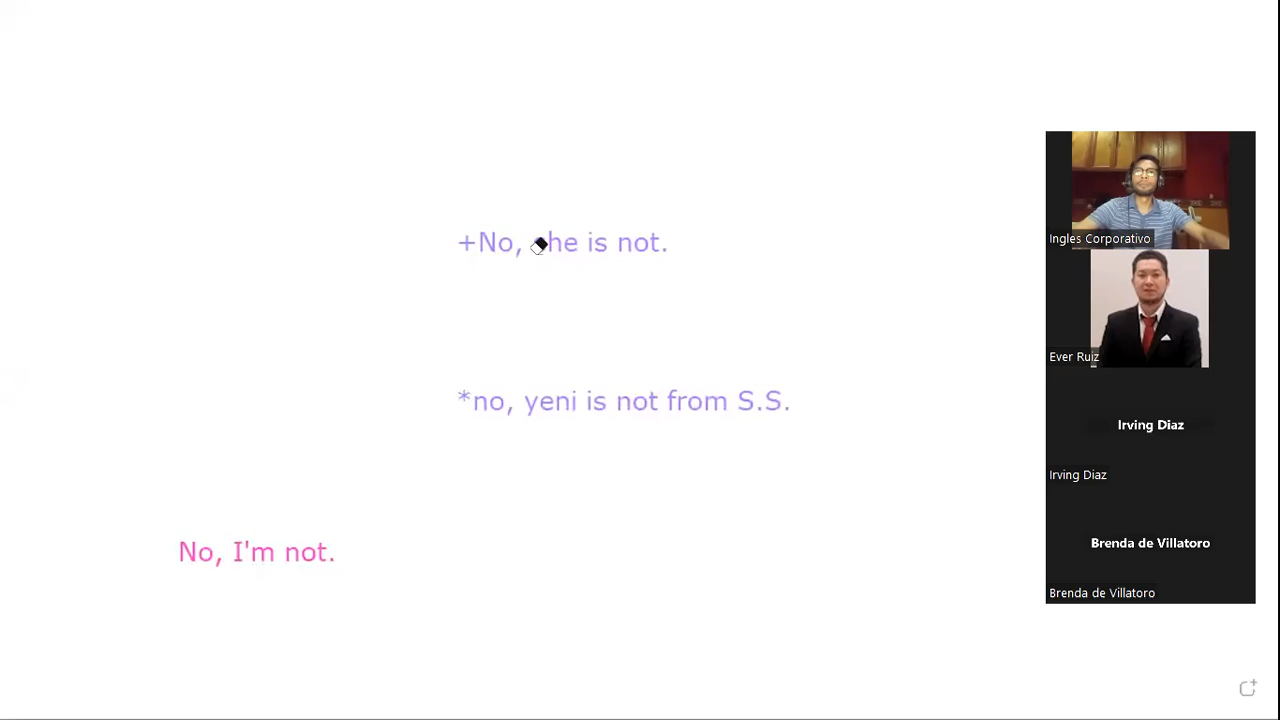 +No, she is not.
*no, yeni is not from S.S.
No, I'm not.
Ingles Corporativo
Ever Ruiz
Irving Diaz
Irving Diaz
Brenda de Villatoro
Brenda de Villatoro